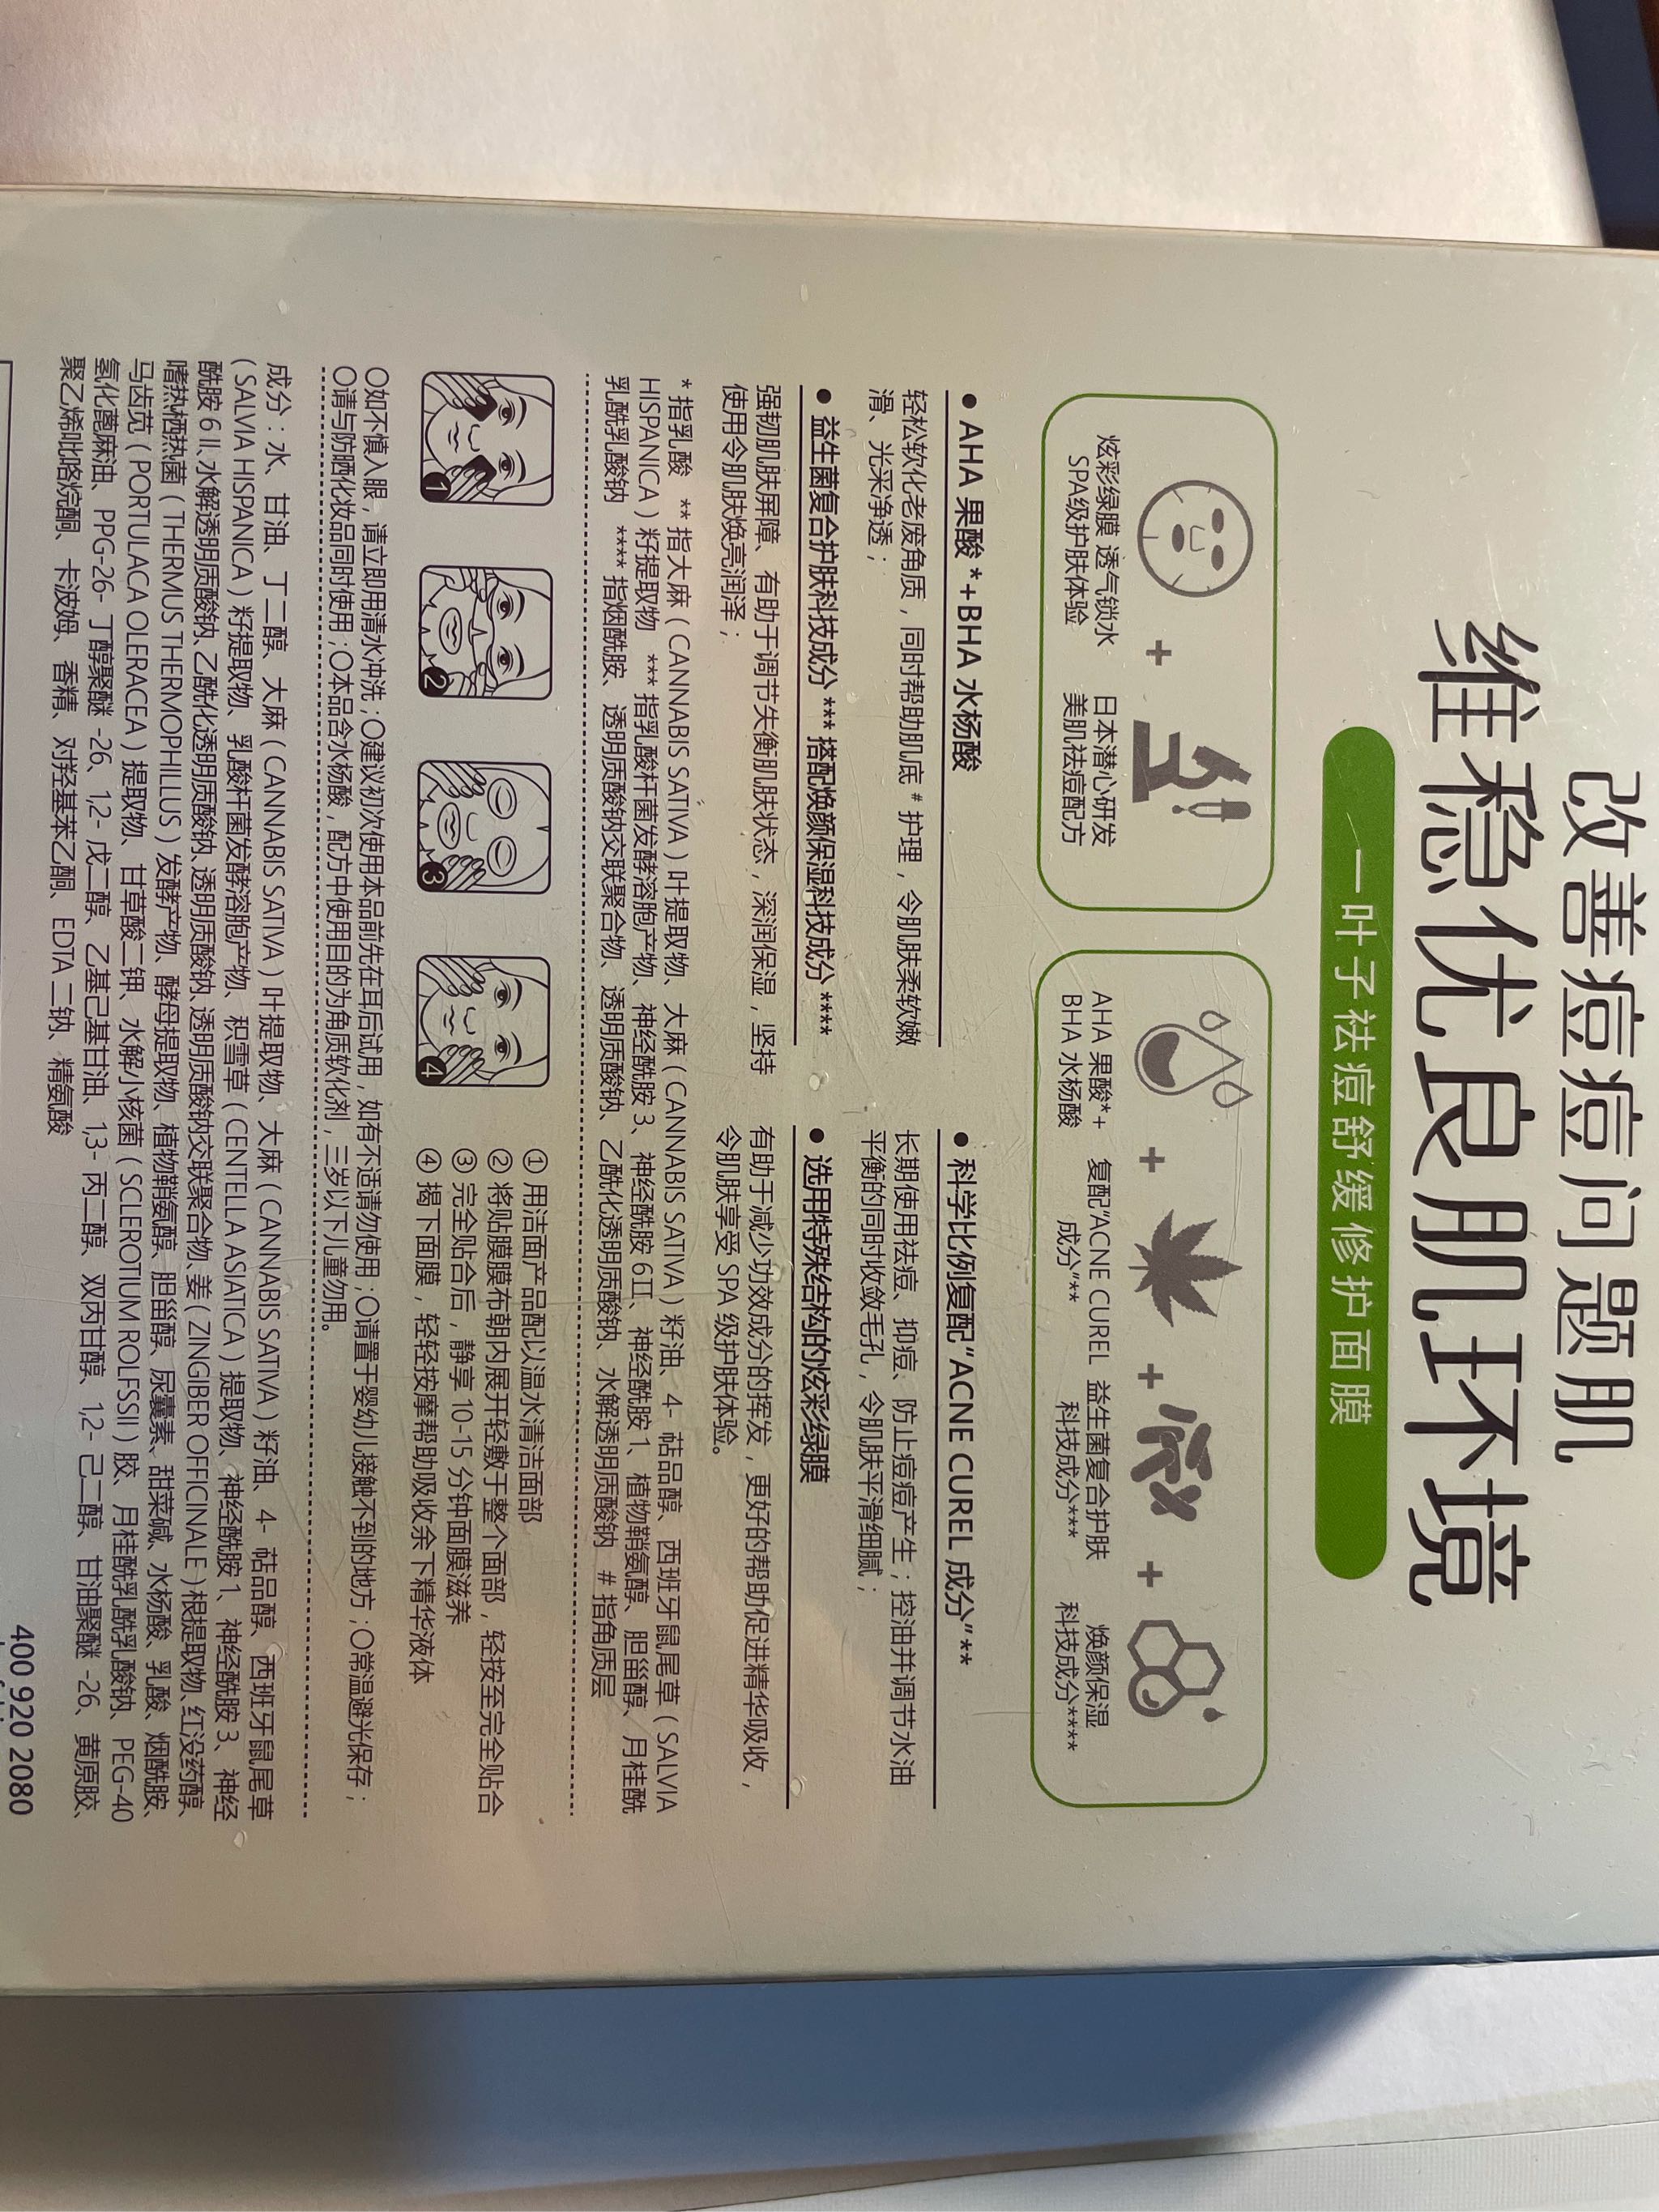 改善痘痘问题肌
维稳优良肌环境
一叶子祛痘舒缓修护面膜
炫彩绿膜 透气锁水
SPA级护肤体验
+
日本潜心研发
美肌祛痘配方
AHA 果酸*+
BHA 水杨酸
+
复配“ACNE CUREL
成分”**
+
益生菌复合护肤
科技成分***
+
焕颜保湿
科技成分****
● AHA 果酸 *+BHA 水杨酸
轻松软化老废角质，同时帮助肌底 # 护理，令肌肤柔软嫩
滑、光采净透；
● 科学比例复配“ACNE CUREL 成分”**
长期使用祛痘、抑痘、防止痘痘产生；控油并调节水油
平衡的同时收敛毛孔，令肌肤平滑细腻；
● 益生菌复合护肤科技成分 *** 搭配焕颜保湿科技成分 ****
强韧肌肤屏障、有助于调节失衡肌肤状态，深润保湿，坚持
使用令肌肤焕亮润泽；
● 选用特殊结构的炫彩绿膜
有助于减少功效成分的挥发，更好的帮助促进精华吸收，
令肌肤享受 SPA 级护肤体验。
* 指乳酸 ** 指大麻（CANNABIS SATIVA）叶提取物、大麻（CANNABIS SATIVA）籽油、4- 萜品醇、西班牙鼠尾草（SALVIA
HISPANICA）籽提取物 *** 指乳酸杆菌发酵溶胞产物、神经酰胺 3、神经酰胺 6II、神经酰胺 1、植物鞘氨醇、胆甾醇、月桂酰
乳酰乳酸钠 **** 指烟酰胺、透明质酸钠交联聚合物、透明质酸钠、乙酰化透明质酸钠、水解透明质酸钠 # 指角质层
1
2
3
4
① 用洁面产品配以温水清洁面部
② 将贴膜膜布朝内展开轻敷于整个面部，轻按至完全贴合
③ 完全贴合后，静享 10-15 分钟面膜滋养
④ 揭下面膜，轻轻按摩帮助吸收余下精华液体
○如不慎入眼，请立即用清水冲洗；○建议初次使用本品前先在耳后试用，如有不适请勿使用；○请置于婴幼儿接触不到的地方；○常温避光保存；
○请与防晒化妆品同时使用；○本品含水杨酸，配方中使用目的为角质软化剂，三岁以下儿童勿用。
成分：水、甘油、丁二醇、大麻（CANNABIS SATIVA）叶提取物、大麻（CANNABIS SATIVA）籽油、4- 萜品醇、西班牙鼠尾草
（SALVIA HISPANICA）籽提取物、乳酸杆菌发酵溶胞产物、积雪草（CENTELLA ASIATICA）提取物、神经酰胺 1、神经酰胺 3、神经
酰胺 6 II、水解透明质酸钠、乙酰化透明质酸钠、透明质酸钠、透明质酸钠交联聚合物、姜（ZINGIBER OFFICINALE）根提取物、红没药醇、
嗜热栖热菌（THERMUS THERMOPHILLUS）发酵产物、酵母提取物、植物鞘氨醇、胆甾醇、尿囊素、甜菜碱、水杨酸、乳酸、烟酰胺、
马齿苋（PORTULACA OLERACEA）提取物、甘草酸二钾、水解小核菌（SCLEROTIUM ROLFSSII）胶、月桂酰乳酰乳酸钠、PEG-40
氢化蓖麻油、PPG-26- 丁醇聚醚 -26、1,2- 戊二醇、乙基己基甘油、1,3- 丙二醇、双丙甘醇、1,2- 己二醇、甘油聚醚 -26、黄原胶、
聚乙烯吡咯烷酮、卡波姆、香精、对羟基苯乙酮、EDTA 二钠、精氨酸
400 920 2080